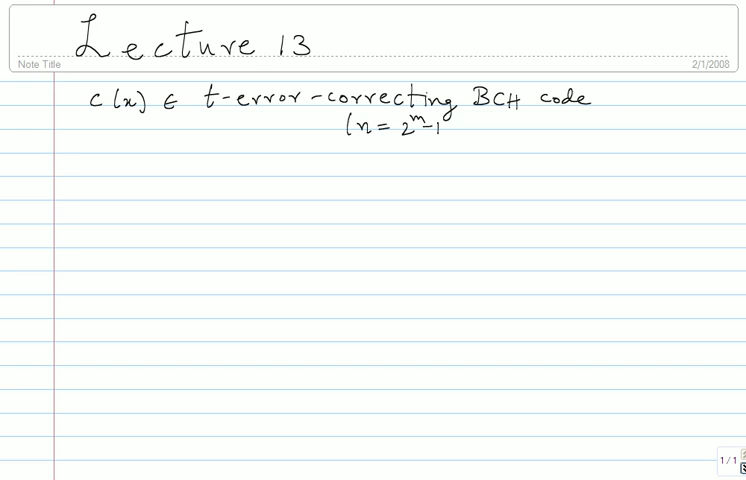 Lecture 13
Note Title
2/1/2008
c(x) ∈ t-error-correcting BCH code
(n = 2^m-1
1/1